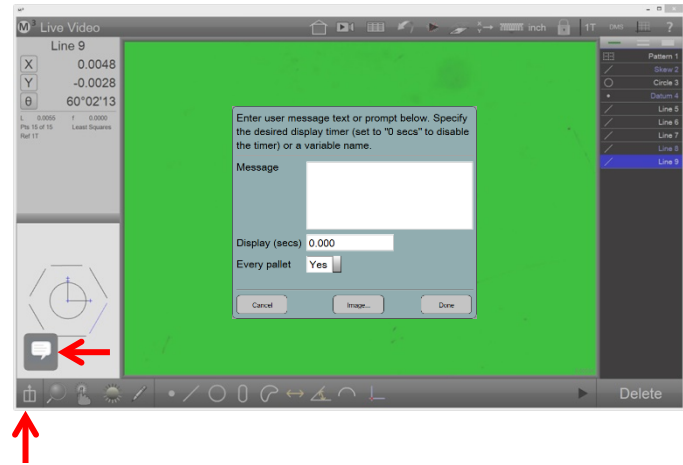 M³ Live Video
inch
1T
DMS
?
Line 9
X 0.0048
Y -0.0028
θ 60°02'13
L 0.0055 f 0.0000
Pts 15 of 15 Least Squares
Ref 1T
Enter user message text or prompt below. Specify
the desired display timer (set to "0 secs" to disable
the timer) or a variable name.
Message
Display (secs) 0.000
Every pallet Yes
Cancel Image... Done
Pattern 1
Skew 2
Circle 3
Datum 4
Line 5
Line 6
Line 7
Line 8
Line 9
Delete